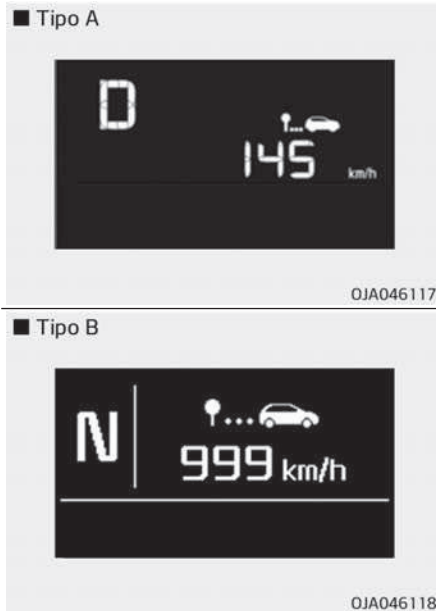 ■ Tipo A
D
145 km/h
OJA046117
■ Tipo B
N
999 km/h
OJA046118